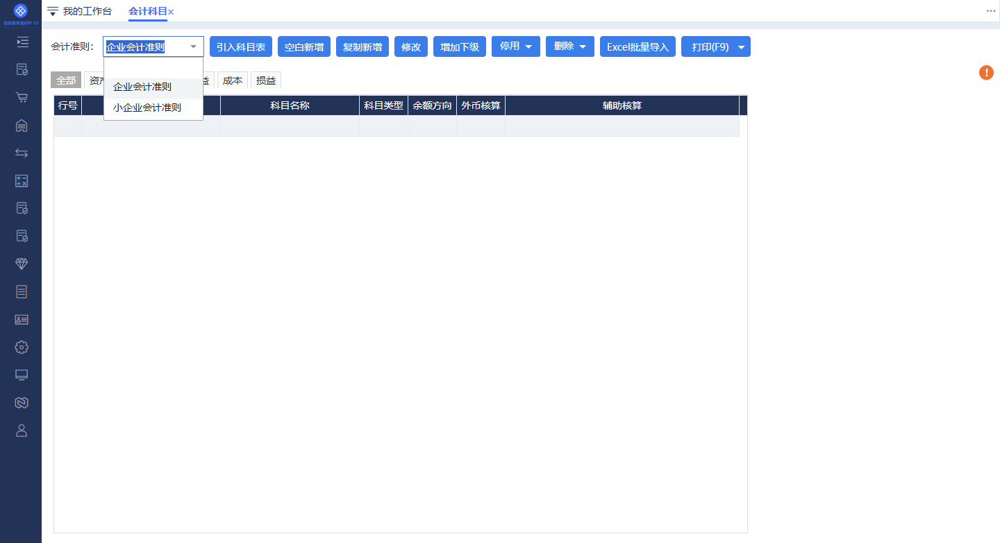 我的工作台
会计科目
会计准则：
企业会计准则
引入科目表
空白新增
复制新增
修改
增加下级
停用
删除
Excel批量导入
打印(F9)
企业会计准则
小企业会计准则
全部
资产
益
成本
损益
行号
科目名称
科目类型
余额方向
外币核算
辅助核算